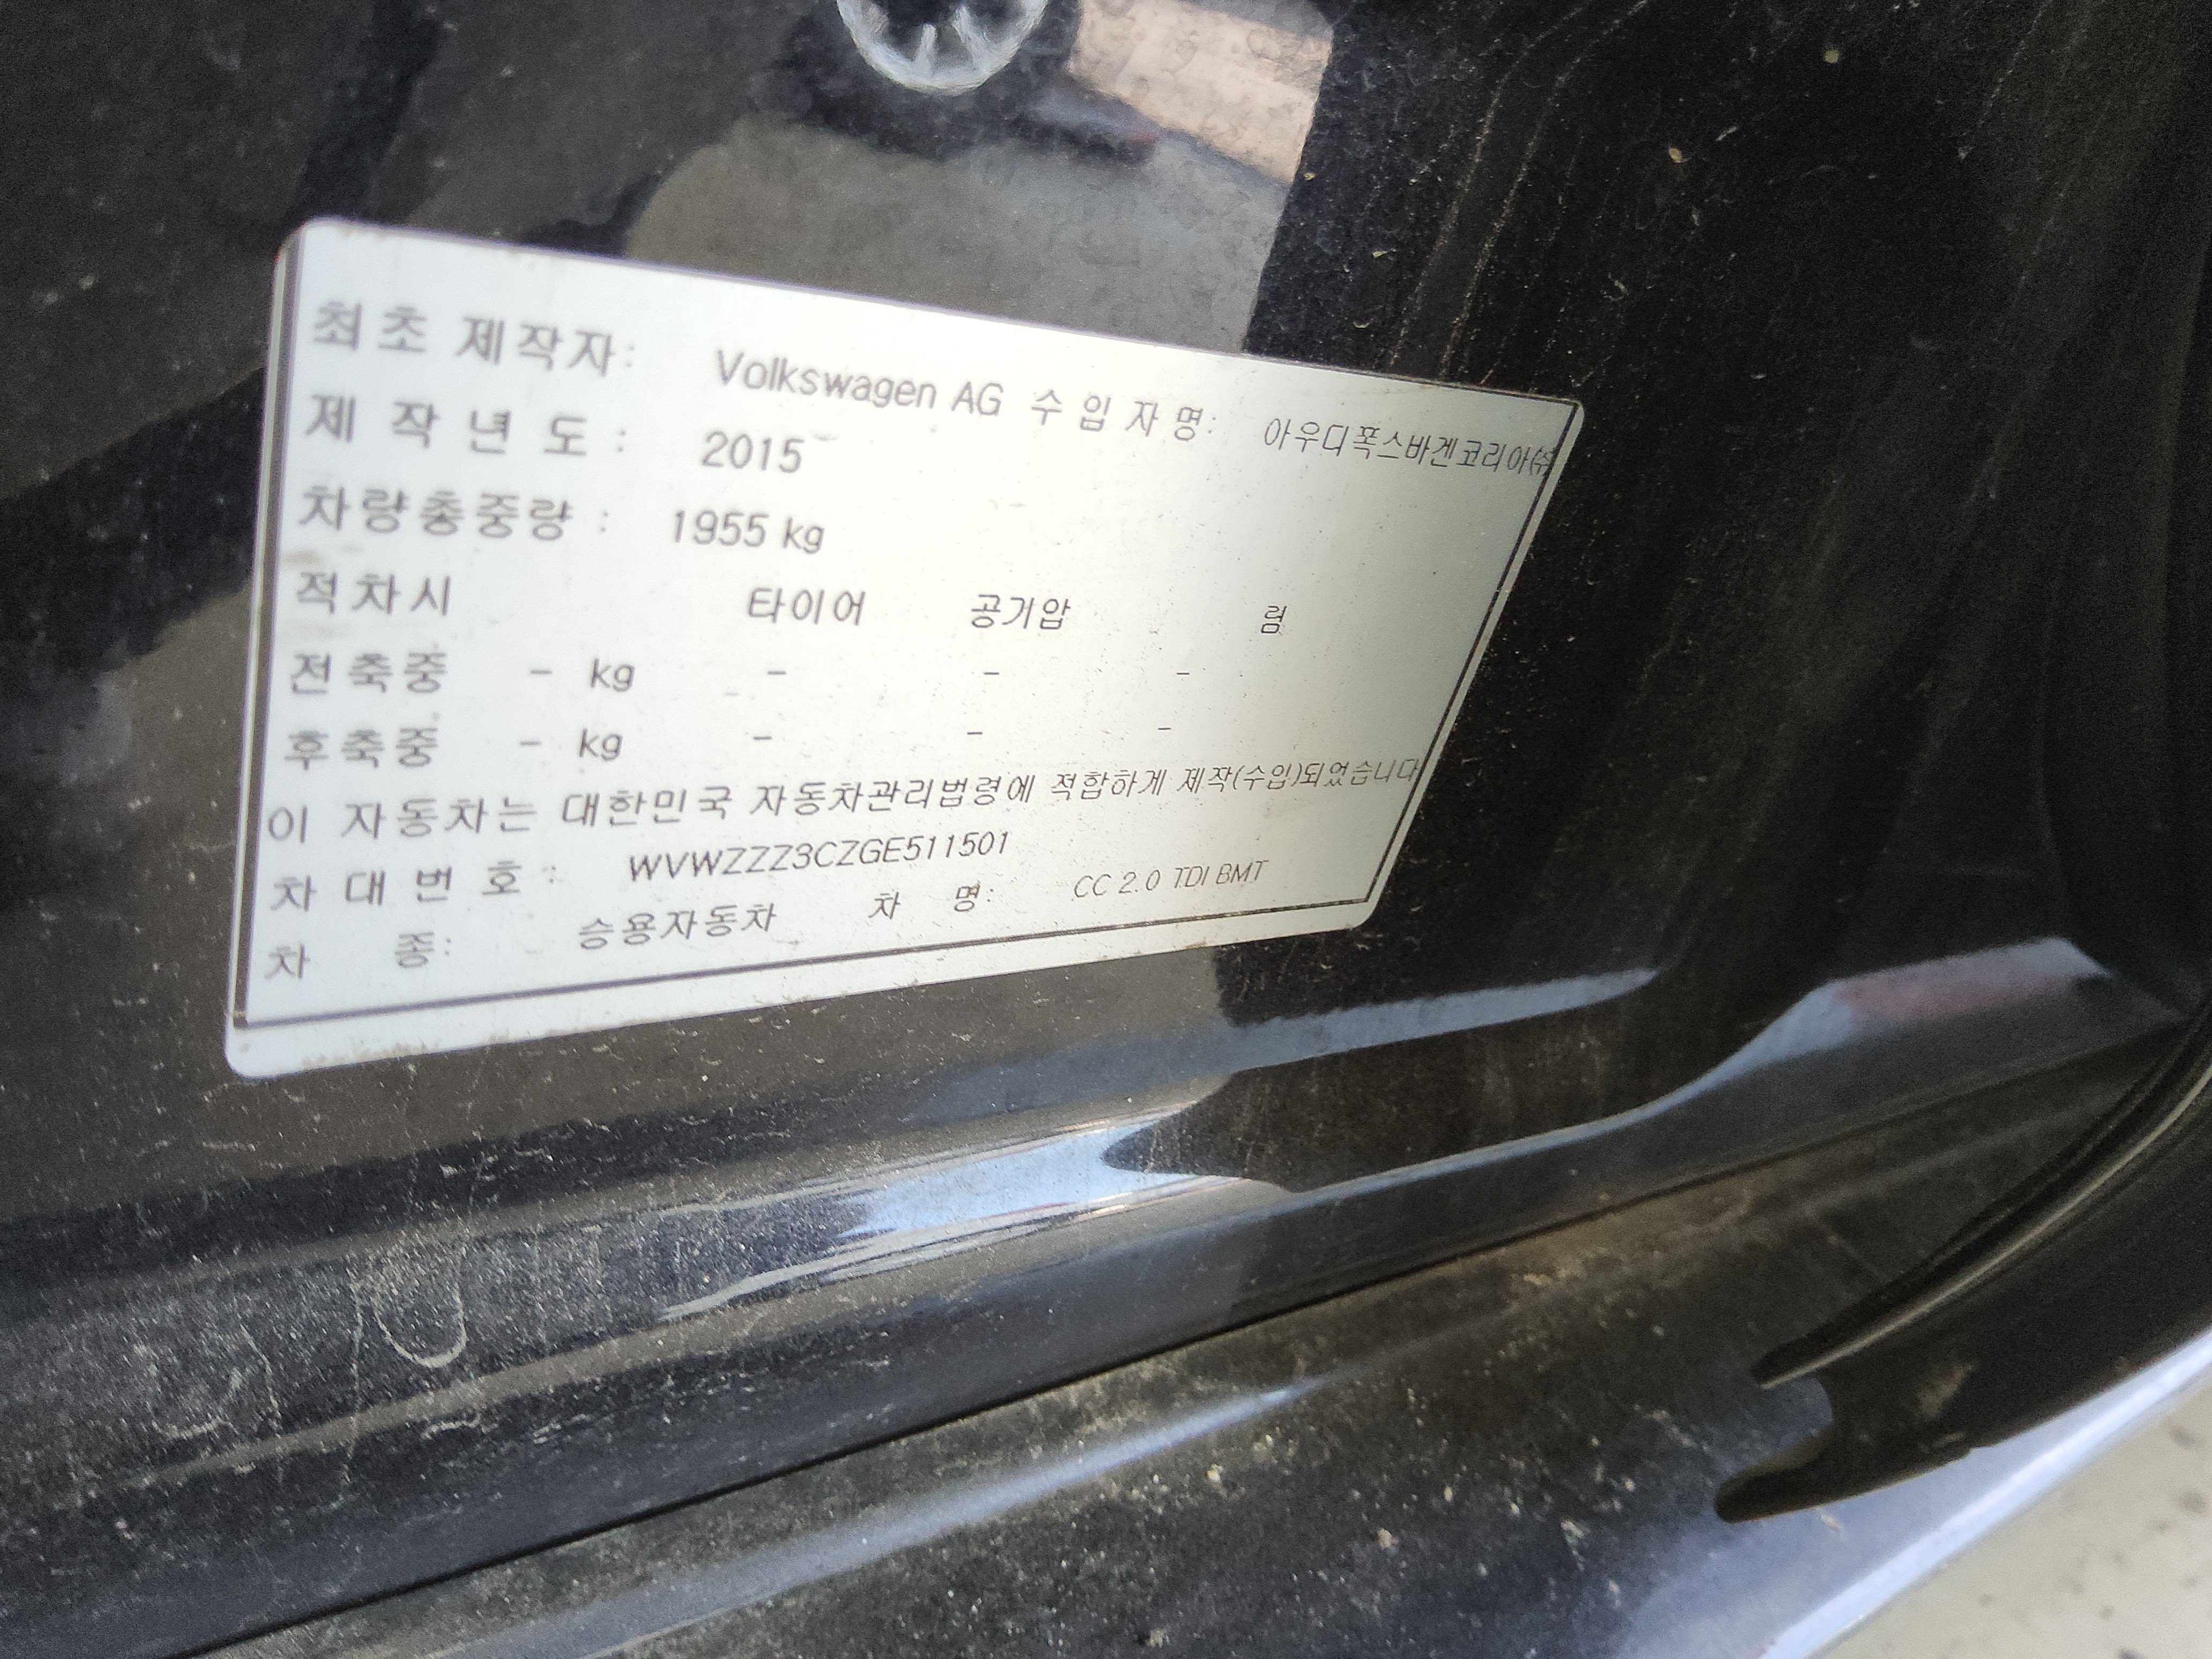 최초 제작자: Volkswagen AG 수입자명: 아우디폭스바겐코리아(주
제작년도: 2015
차량총중량: 1955 kg
적차시 타이어 공기압 림
전축중 - kg - - -
후축중 - kg - - -
이 자동차는 대한민국 자동차관리법령에 적합하게 제작(수입)되었습니다
차대번호: WVWZZZ3CZGE511501
차 종: 승용자동차 차 명: CC 2.0 TDI BMT